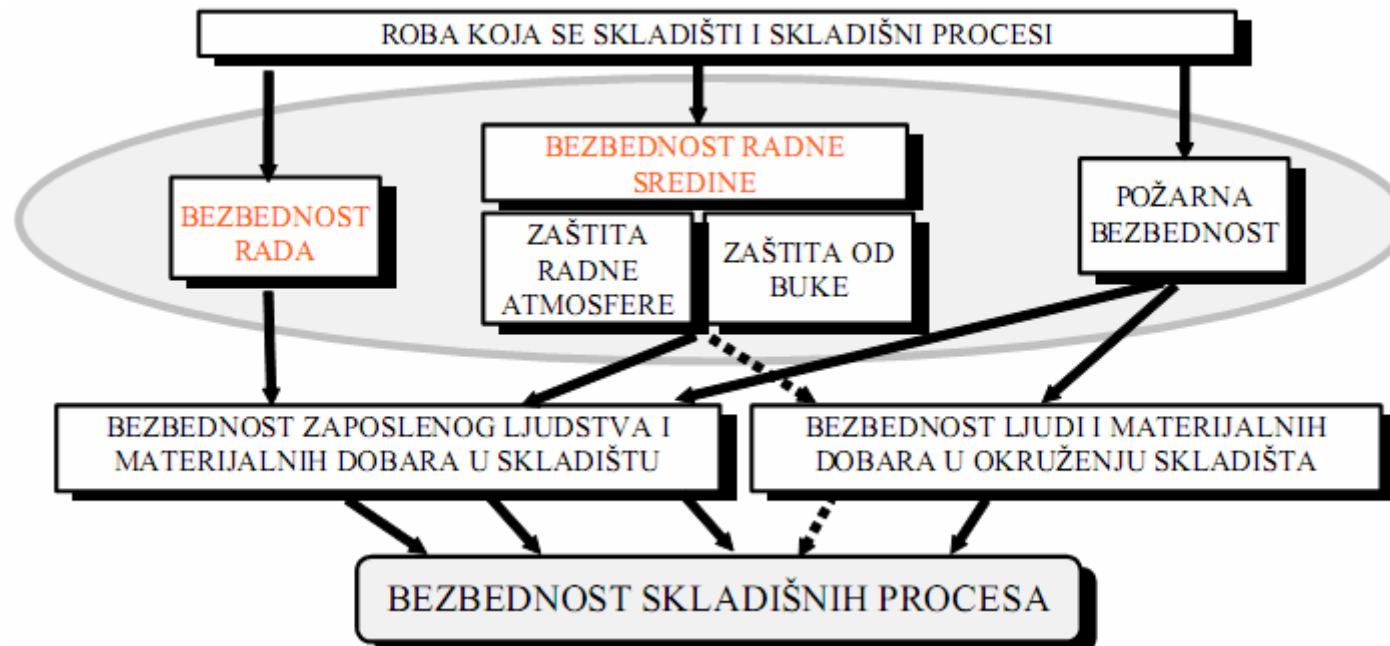 ROBA KOJA SE SKLADIŠTI I SKLADIŠNI PROCESI
BEZBEDNOST RADA
BEZBEDNOST RADNE
SREDINE
ZAŠTITA
RADNE
ATMOSFERE
ZAŠTITA OD
BUKE
POŽARNA
BEZBEDNOST
BEZBEDNOST ZAPOSLENOG LJUDSTVA I
MATERIJALNIH DOBARA U SKLADIŠTU
BEZBEDNOST LJUDI I MATERIJALNIH
DOBARA U OKRUŽENJU SKLADIŠTA
BEZBEDNOST SKLADIŠNIH PROCESA